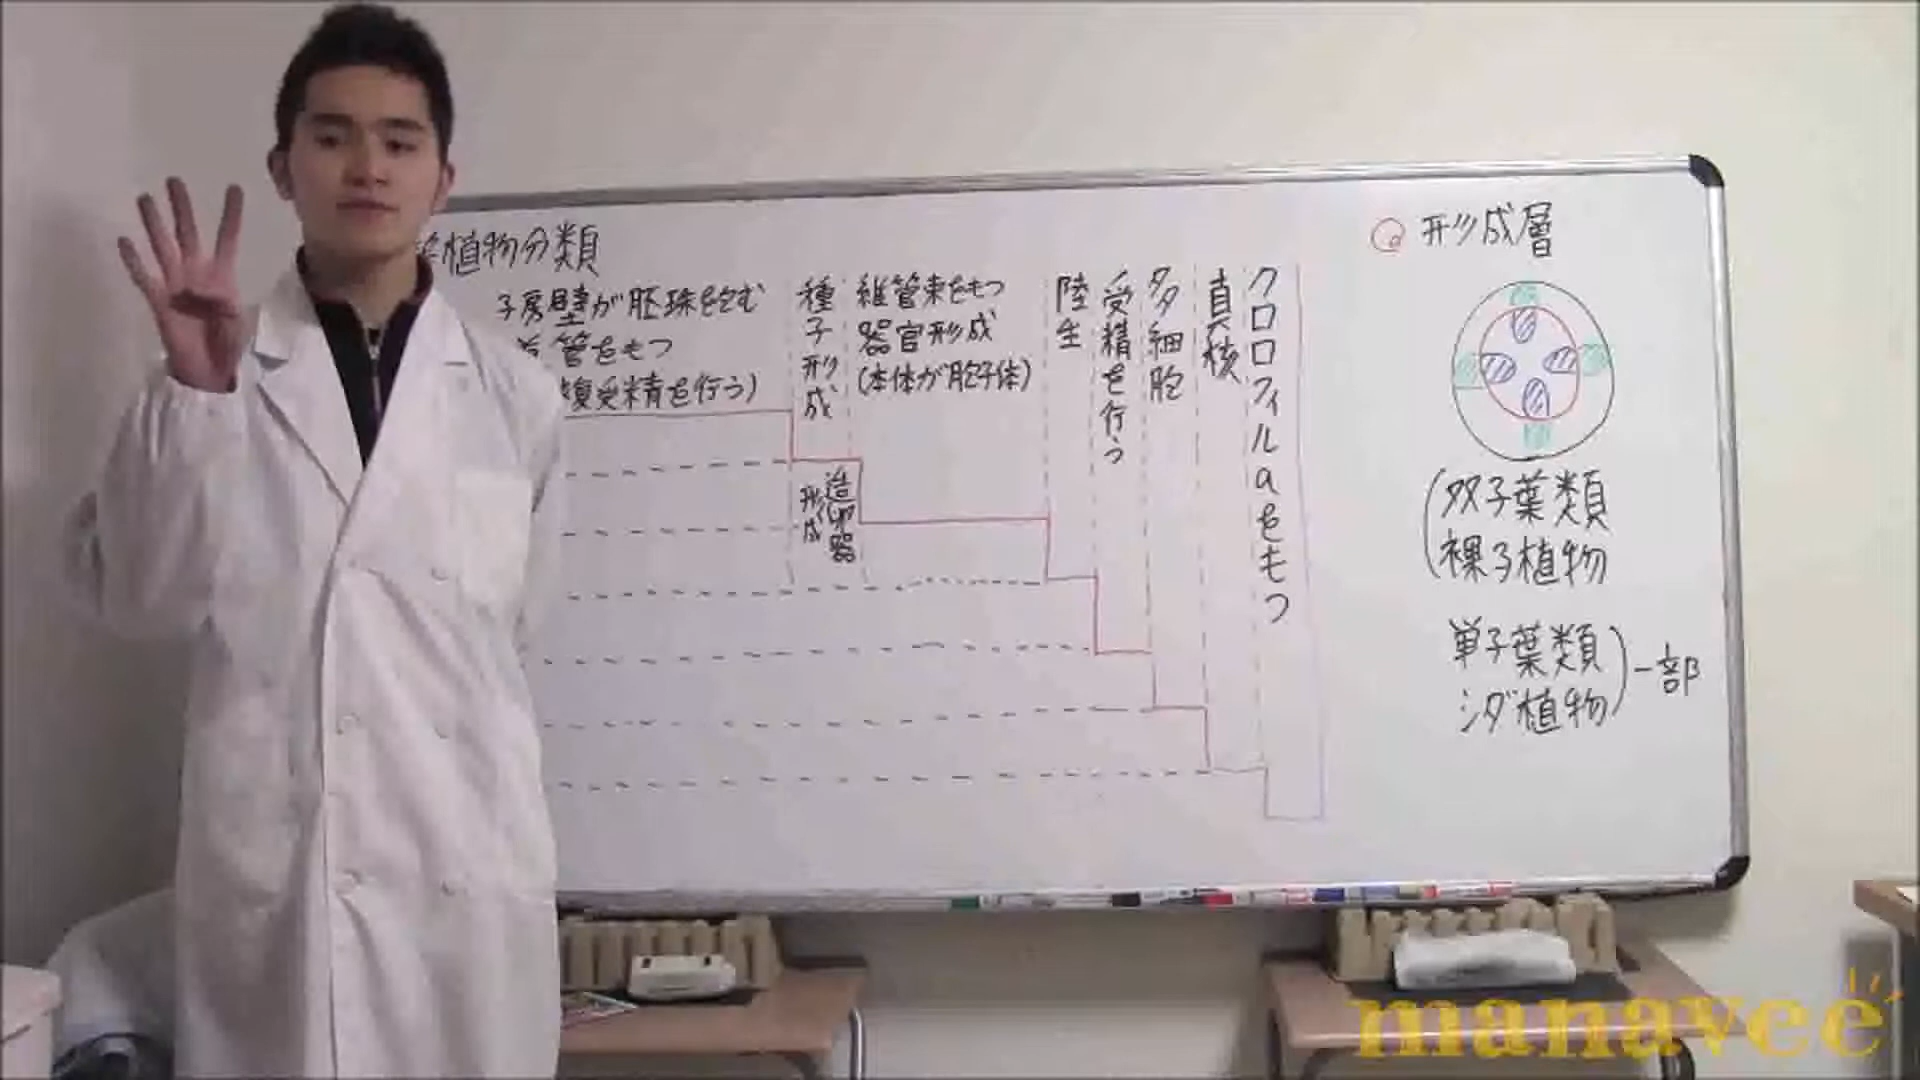 植物分類
子房壁が胚珠を包む
道管をもつ
複受精を行う)
種子形成
維管束をもつ
器官形成
(本体が胞子体)
造卵器
形成
陸生
受精を行う
多細胞
真核
クロロフィルaをもつ
形成層
(双子葉類
裸子植物
単子葉類
シダ植物)一部
manavee